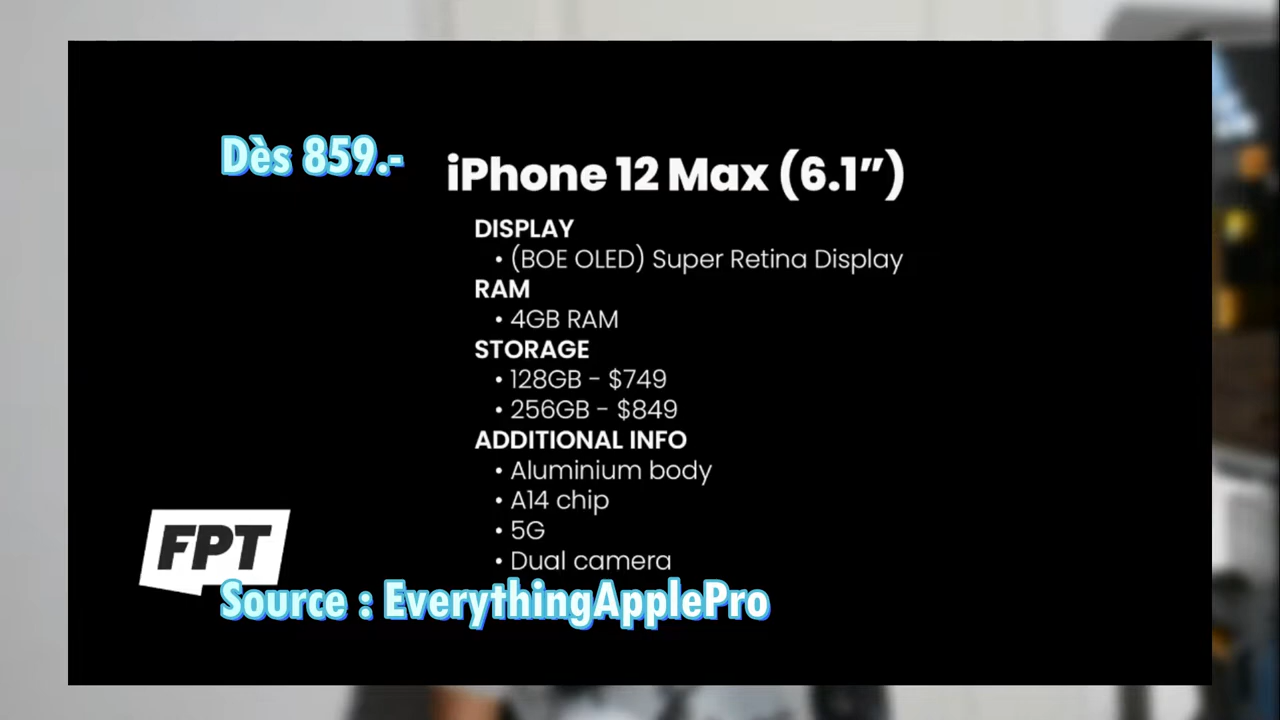 Dès 859.-
iPhone 12 Max (6.1”)
DISPLAY
• (BOE OLED) Super Retina Display
RAM
• 4GB RAM
STORAGE
• 128GB - $749
• 256GB - $849
ADDITIONAL INFO
• Aluminium body
• A14 chip
• 5G
• Dual camera
FPT
Source : EverythingApplePro